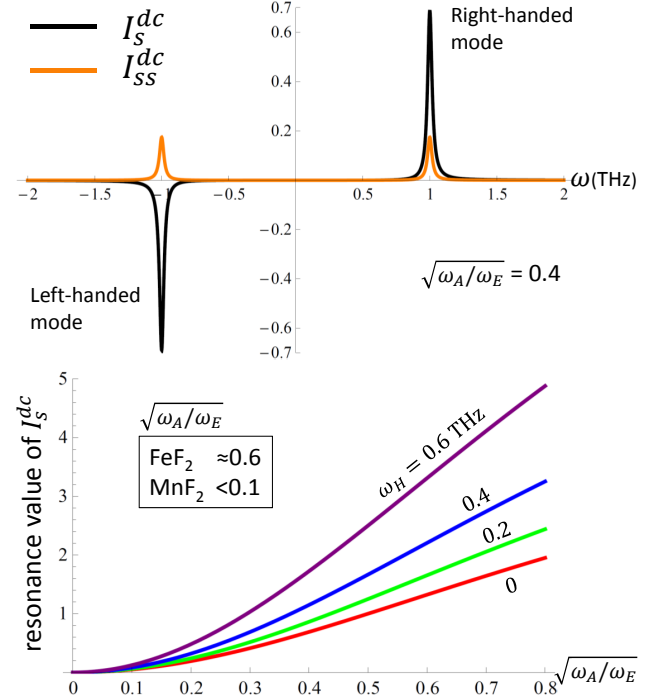 I_S^{dc}
I_{SS}^{dc}
Right-handed
mode
0.7
0.6
0.4
0.2
−2
−1.5
−1
−0.5
0.5
1
1.5
2
ω(THz)
−0.2
−0.4
−0.6
−0.7
Left-handed
mode
√ω_A/ω_E = 0.4
resonance value of I_S^{dc}
5
4
3
2
1
√ω_A/ω_E
FeF₂ ≈0.6
MnF₂ <0.1
ω_H = 0.6 THz
0.4
0.2
0
0
0.1
0.2
0.3
0.4
0.5
0.6
0.7
0.8
√ω_A/ω_E